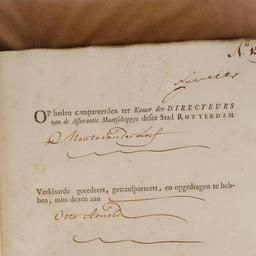 OP heden compareerden ter Kamer der DIRECTEURS
van de Assurantie Maatschappye deser Stad ROTTERDAM
Verklaarde gecedeert, getransporteert, en opgedragen te heb-
ben, mits dezen aan
Otto Arnold